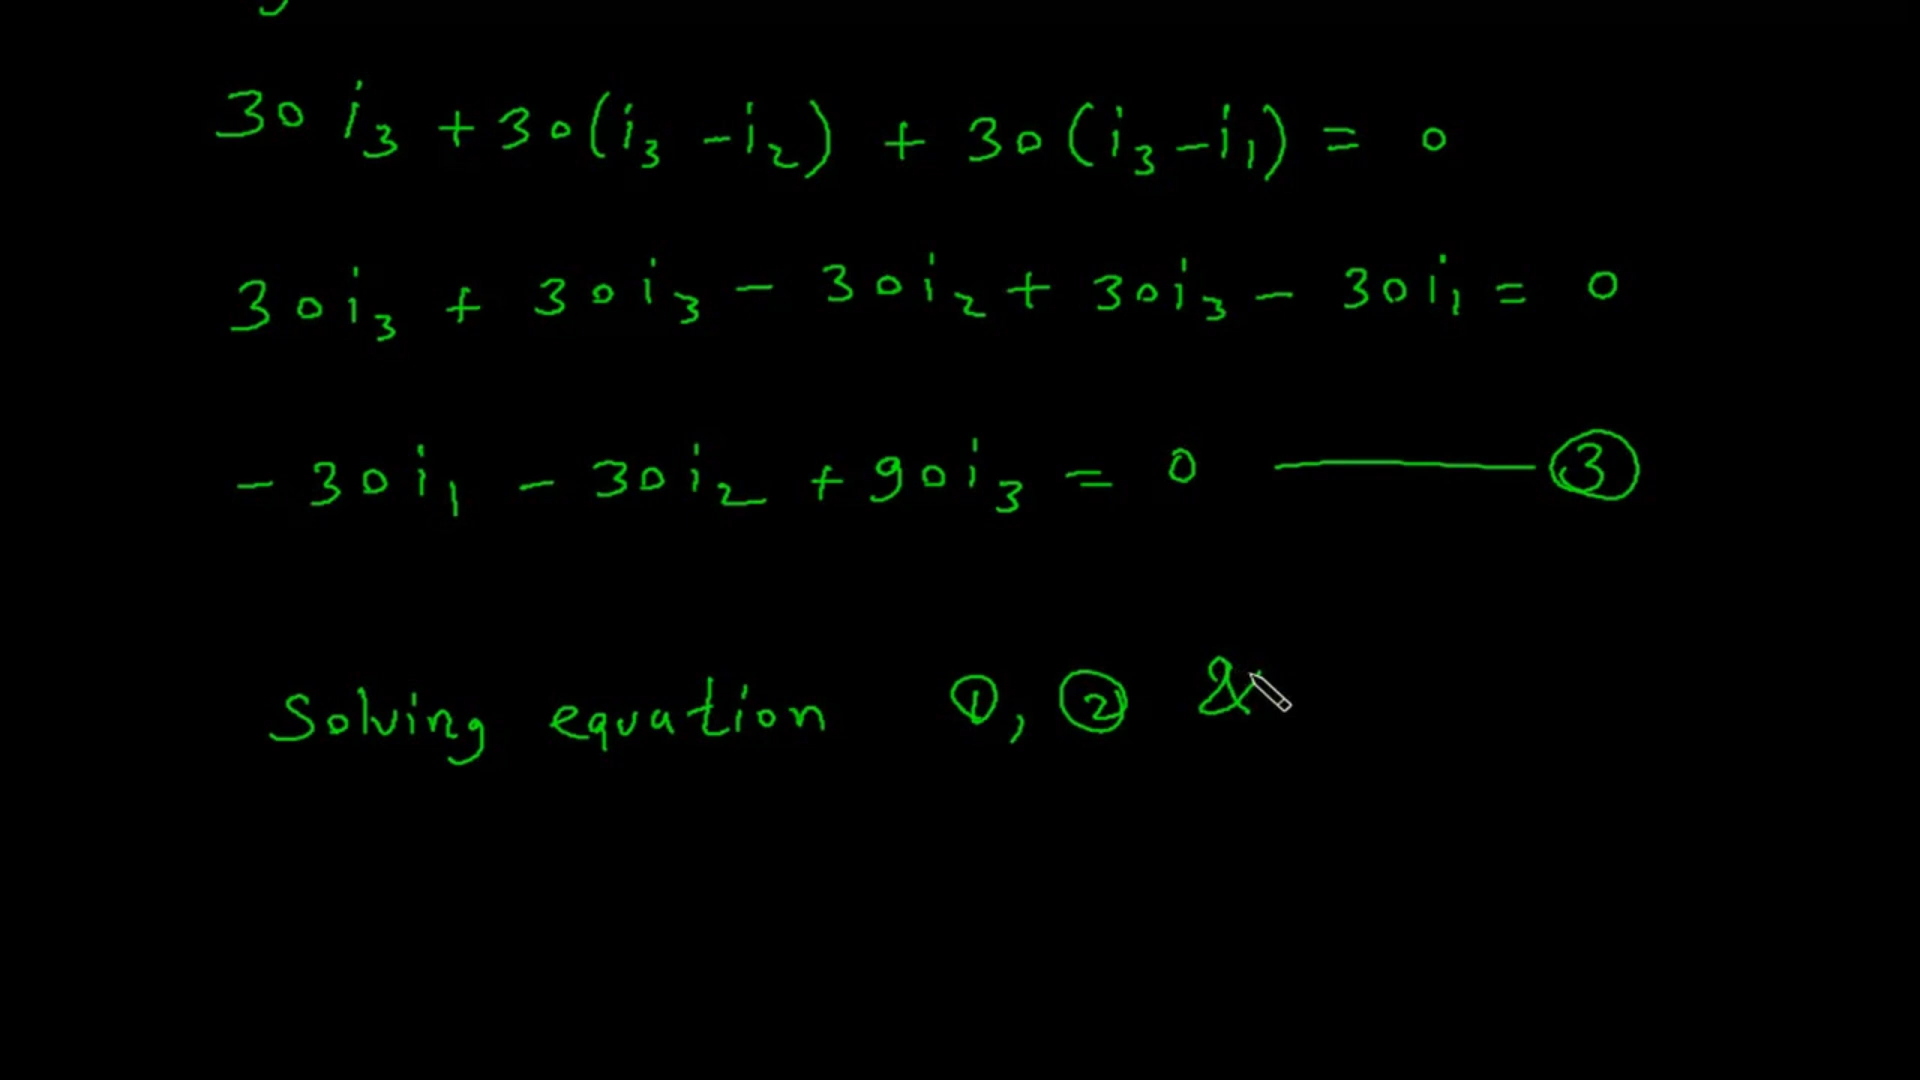 30 i₃ + 30(i₃ - i₂) + 30(i₃ - i₁) = 0
30i₃ + 30i₃ - 30i₂ + 30i₃ - 30i₁ = 0
- 30i₁ - 30i₂ + 90i₃ = 0 ——— ③
Solving equation ①, ② &